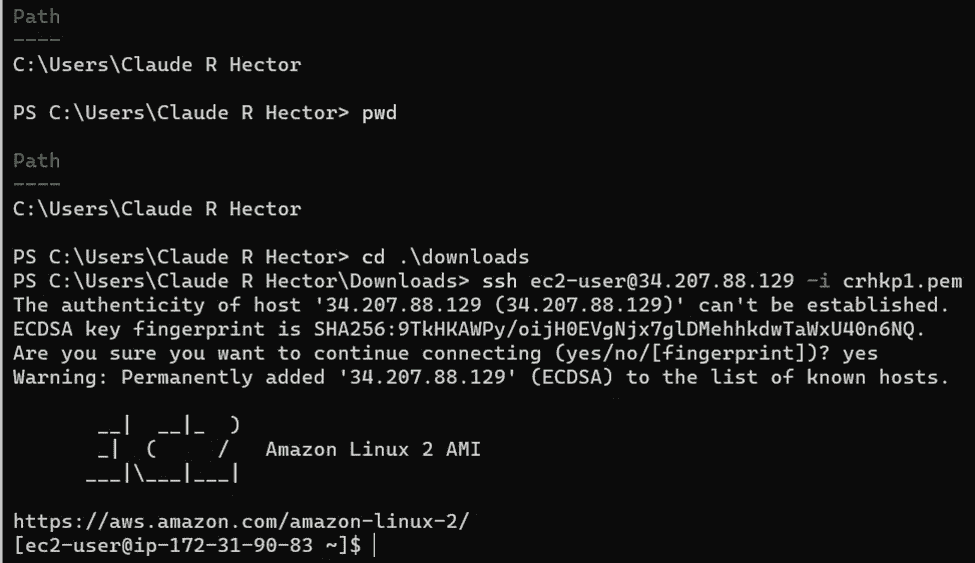 Path
----
C:\Users\Claude R Hector
PS C:\Users\Claude R Hector> pwd
Path
----
C:\Users\Claude R Hector
PS C:\Users\Claude R Hector> cd .\downloads
PS C:\Users\Claude R Hector\Downloads> ssh ec2-user@34.207.88.129 -i crhkp1.pem
The authenticity of host '34.207.88.129 (34.207.88.129)' can't be established.
ECDSA key fingerprint is SHA256:9TkHKAWPy/oijH0EVgNjx7glDMehhkdwTaWxU40n6NQ.
Are you sure you want to continue connecting (yes/no/[fingerprint])? yes
Warning: Permanently added '34.207.88.129' (ECDSA) to the list of known hosts.
       __|  __|_  )
       _|  (     /   Amazon Linux 2 AMI
      ___|\___|___|
https://aws.amazon.com/amazon-linux-2/
[ec2-user@ip-172-31-90-83 ~]$